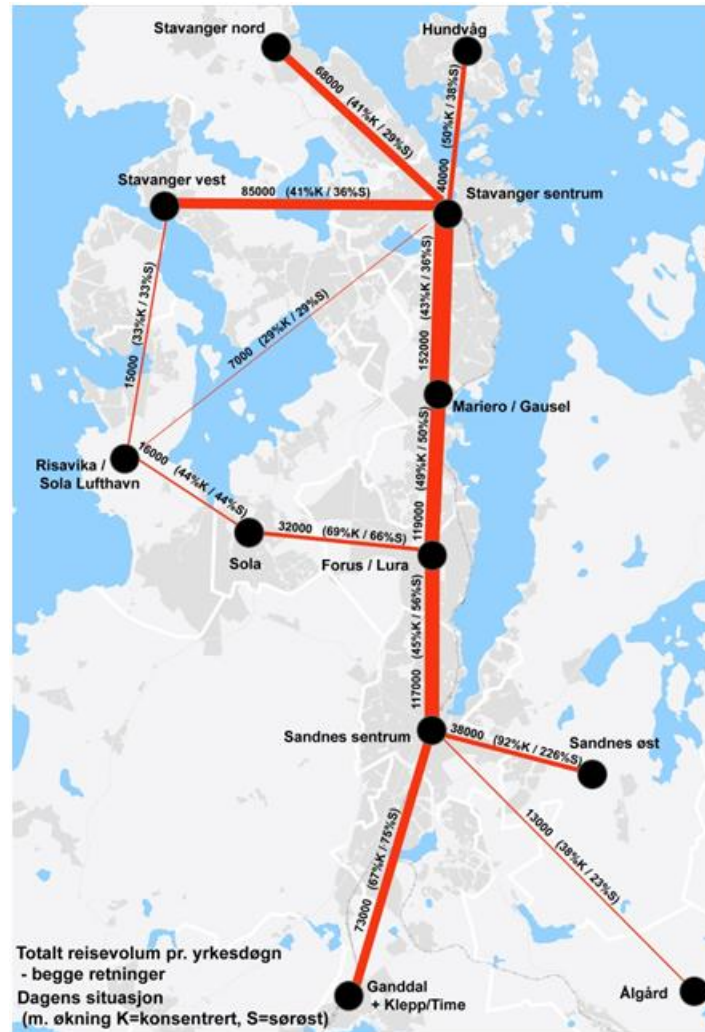 Stavanger nord
Hundvåg
68000 (41%K / 29%S)
40000 (50%K / 38%S)
Stavanger vest
85000 (41%K / 36%S)
Stavanger sentrum
15000 (33%K / 33%S)
7000 (29%K / 29%S)
152000 (43%K / 36%S)
Mariero / Gausel
Risavika /
Sola Lufthavn
16000 (44%K / 44%S)
119000 (49%K / 50%S)
32000 (69%K / 66%S)
Sola
Forus / Lura
117000 (45%K / 56%S)
Sandnes sentrum
38000 (92%K / 226%S)
Sandnes øst
13000 (38%K / 23%S)
73000 (67%K / 75%S)
Totalt reisevolum pr. yrkesdøgn
- begge retninger
Dagens situasjon
(m. økning K=konsentrert, S=sørøst)
Ganddal
+ Klepp/Time
Ålgård